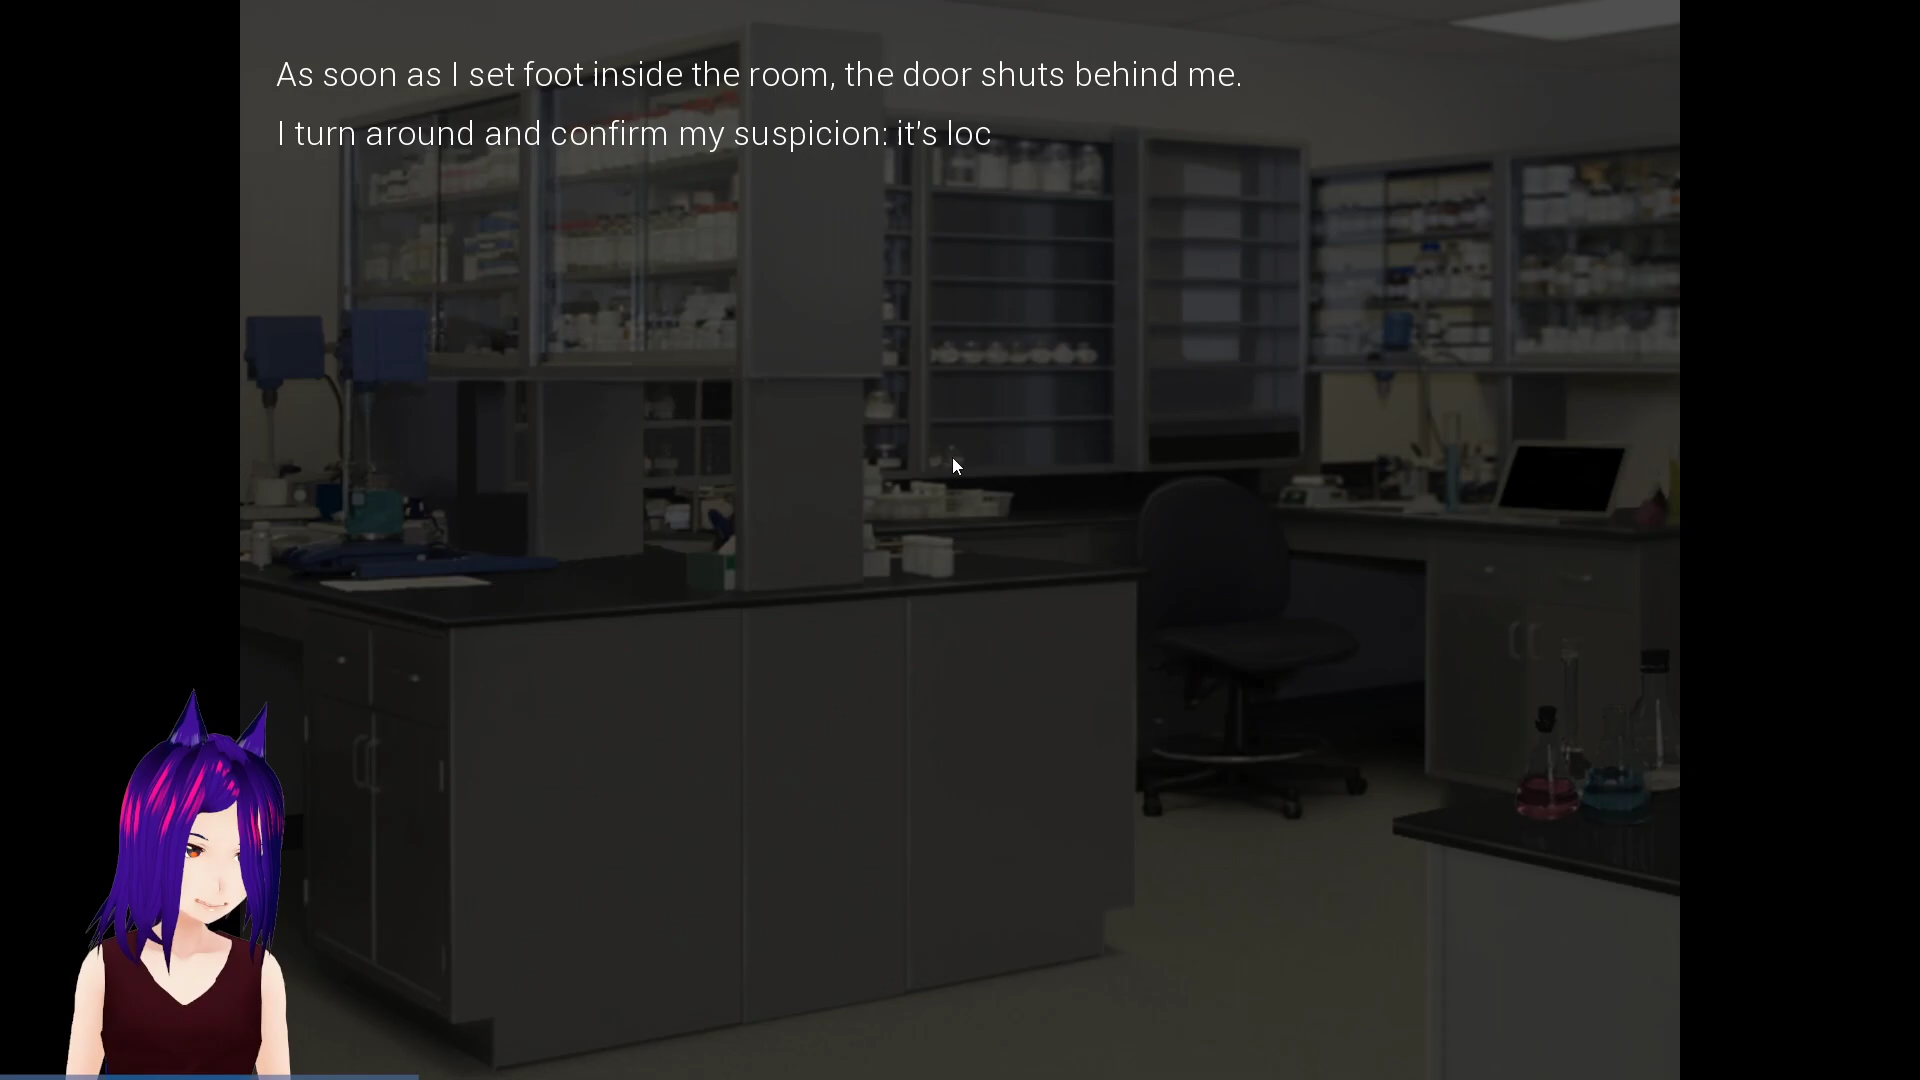 As soon as I set foot inside the room, the door shuts behind me.
I turn around and confirm my suspicion: it's loc